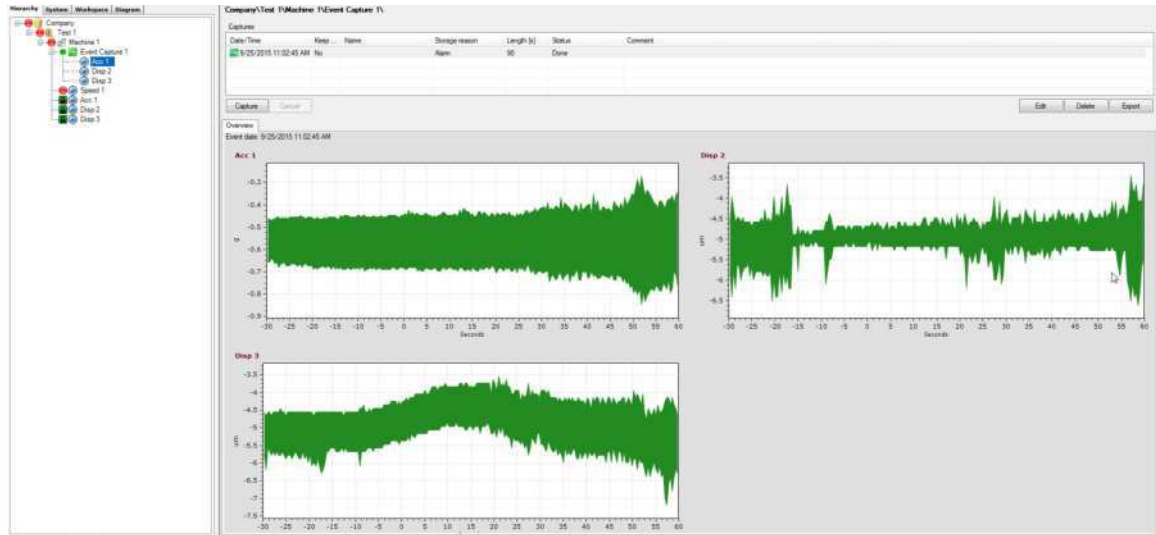 Hierarchy System Workspace Diagram
Company
Test 1
Machine 1
Event Capture 1
Acc 1
Disp 2
Disp 3
Speed 1
Acc 1
Disp 2
Disp 3
Company\Test 1\Machine 1\Event Capture 1\
Captures
Date/Time Keep ... Name Storage reason Length [s] Status Comment
9/25/2015 11:02:45 AM No Alarm 90 Done
Capture Cancel Edit Delete Export
Overview
Event date: 9/25/2015 11:02:45 AM
Acc 1
g
-0.3
-0.4
-0.5
-0.6
-0.7
-0.8
-0.9
-30 -25 -20 -15 -10 -5 0 5 10 15 20 25 30 35 40 45 50 55 60
Seconds
Disp 2
um
-3.5
-4
-4.5
-5
-5.5
-6
-6.5
-30 -25 -20 -15 -10 -5 0 5 10 15 20 25 30 35 40 45 50 55 60
Seconds
Disp 3
um
-3.5
-4
-4.5
-5
-5.5
-6
-6.5
-7
-7.5
-30 -25 -20 -15 -10 -5 0 5 10 15 20 25 30 35 40 45 50 55 60